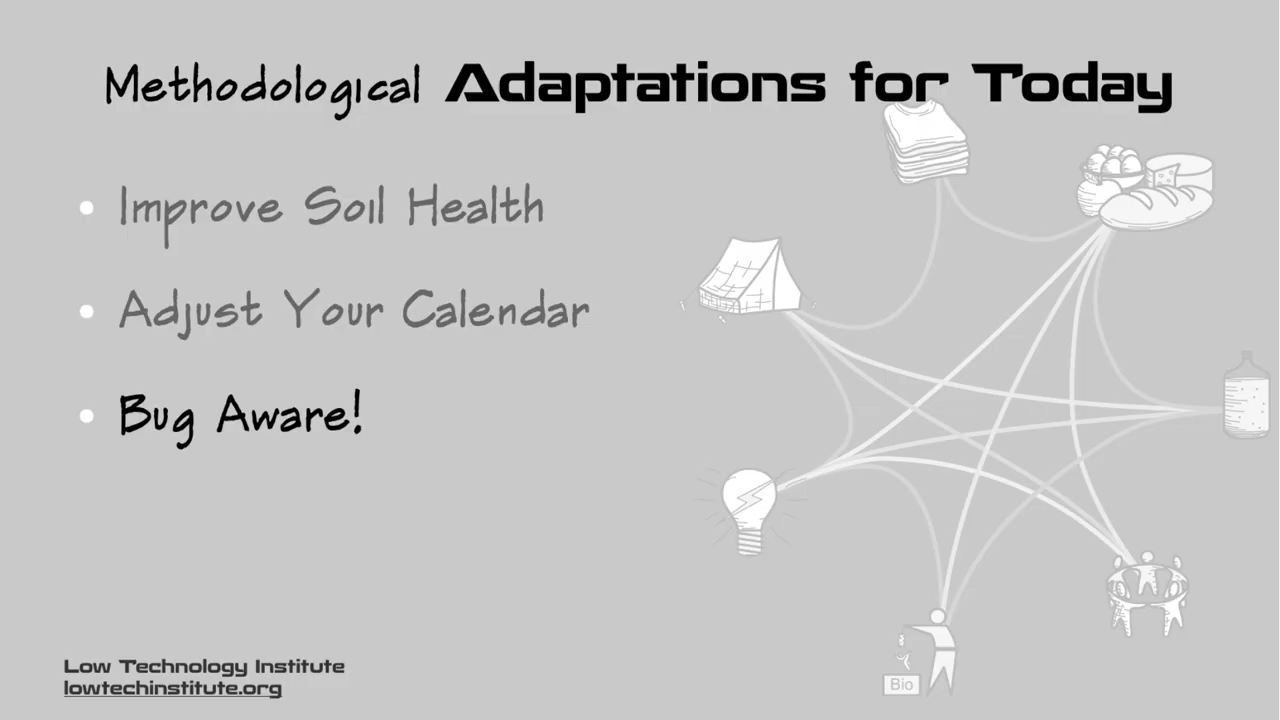 Methodological Adaptations for Today
• Improve Soil Health
• Adjust Your Calendar
• Bug Aware!
Bio
Low Technology Institute
lowtechinstitute.org